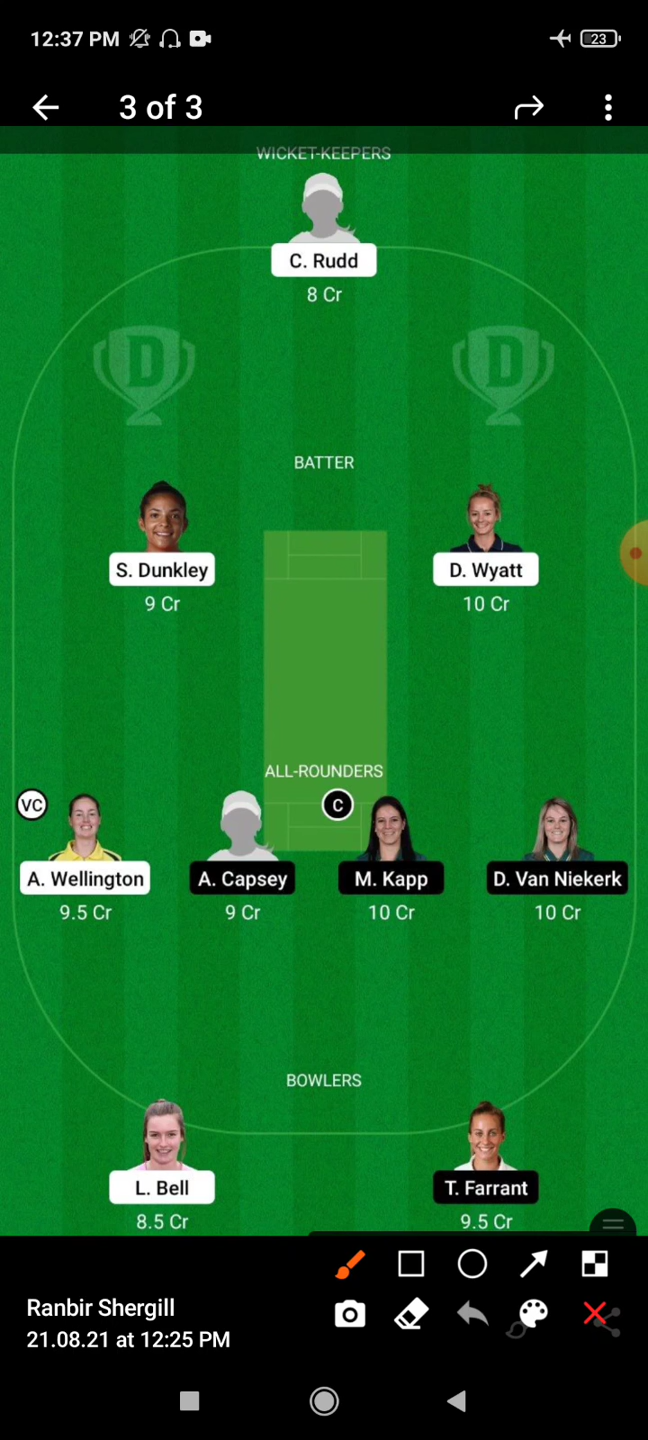 12:37 PM
23
3 of 3
WICKET-KEEPERS
C. Rudd
8 Cr
D
D
BATTER
S. Dunkley
D. Wyatt
9 Cr
10 Cr
ALL-ROUNDERS
VC
C
A. Wellington
A. Capsey
M. Kapp
D. Van Niekerk
9.5 Cr
9 Cr
10 Cr
10 Cr
BOWLERS
L. Bell
T. Farrant
8.5 Cr
9.5 Cr
Ranbir Shergill
21.08.21 at 12:25 PM